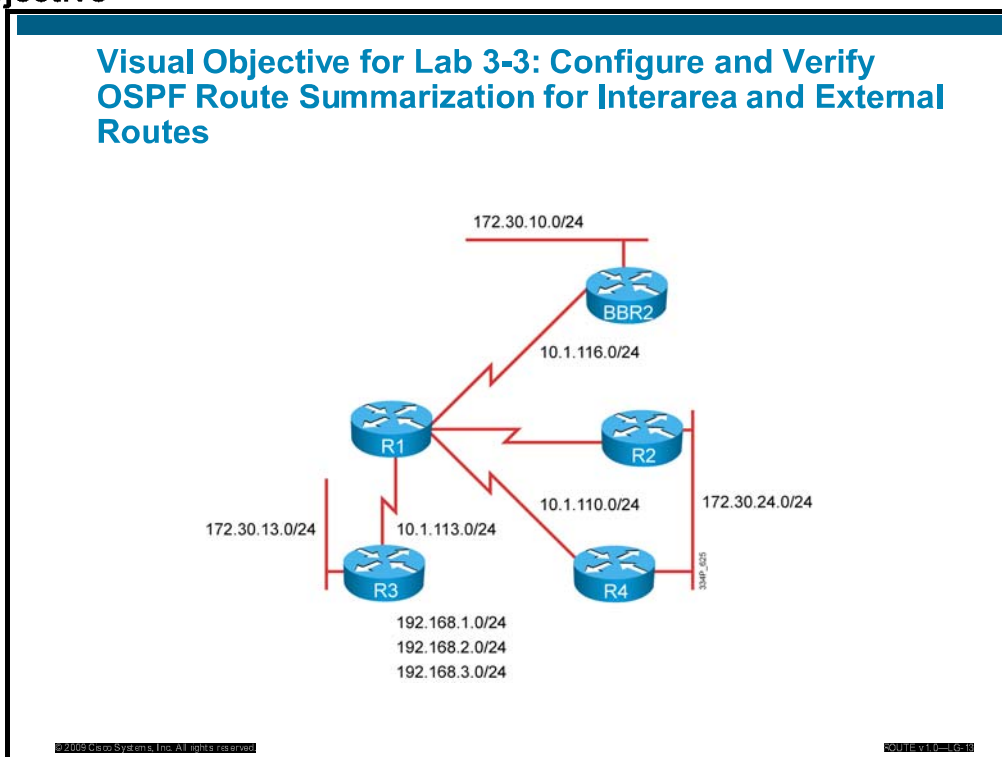 Visual Objective for Lab 3-3: Configure and Verify
OSPF Route Summarization for Interarea and External
Routes
172.30.10.0/24
BBR2
10.1.116.0/24
R1
R2
10.1.110.0/24
172.30.24.0/24
172.30.13.0/24
10.1.113.0/24
R3
R4
334P_625
192.168.1.0/24
192.168.2.0/24
192.168.3.0/24
© 2009 Cisco Systems, Inc. All rights reserved.
ROUTE v1.0—LG-13